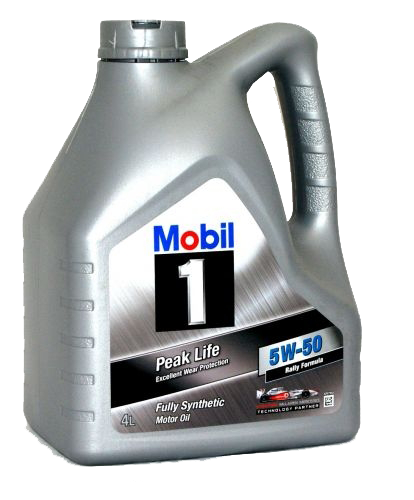 Mobil
1
Peak Life
Excellent Wear Protection
5W-50
Rally Formula
Fully Synthetic
Motor Oil
4L
TECHNOLOGY PARTNER